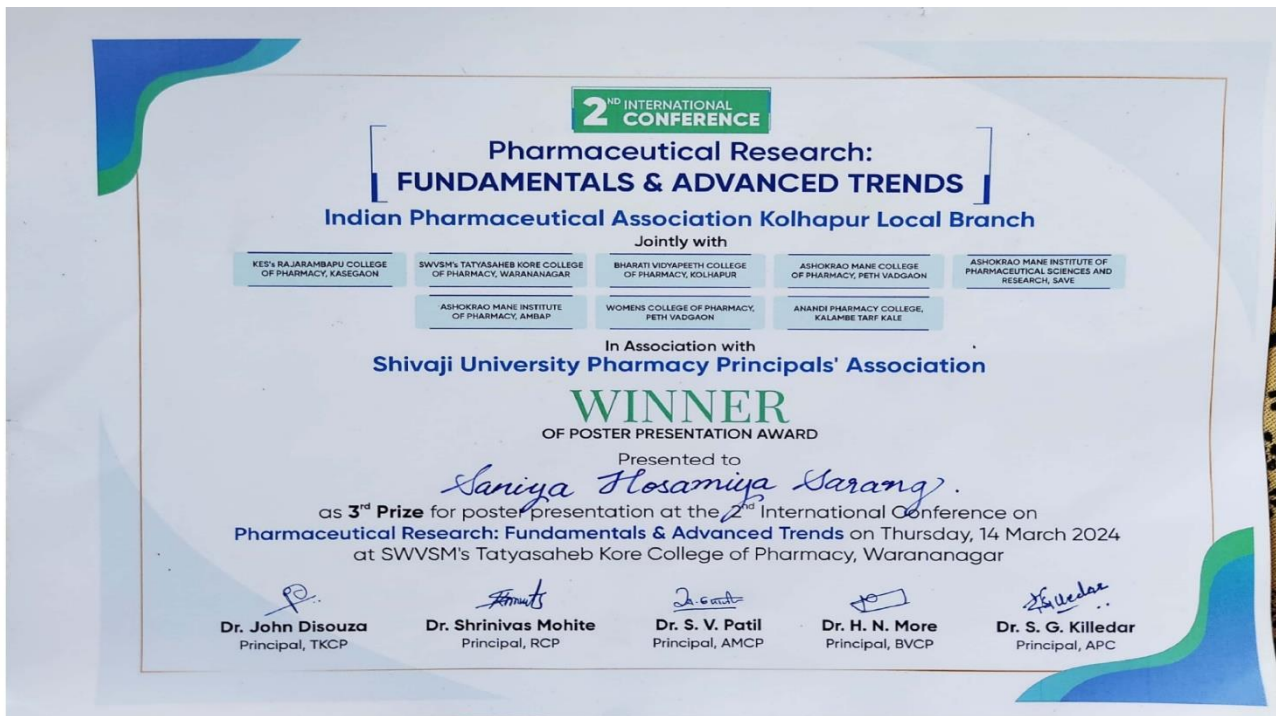 2ND INTERNATIONAL
CONFERENCE
Pharmaceutical Research:
FUNDAMENTALS & ADVANCED TRENDS
Indian Pharmaceutical Association Kolhapur Local Branch
Jointly with
KES's RAJARAMBAPU COLLEGE
OF PHARMACY, KASEGAON
SWVSM's TATYASAHEB KORE COLLEGE
OF PHARMACY, WARANANAGAR
BHARATI VIDYAPEETH COLLEGE
OF PHARMACY, KOLHAPUR
ASHOKRAO MANE COLLEGE
OF PHARMACY, PETH VADGAON
ASHOKRAO MANE INSTITUTE OF
PHARMACEUTICAL SCIENCES AND
RESEARCH, SAVE
ASHOKRAO MANE INSTITUTE
OF PHARMACY, AMBAP
WOMENS COLLEGE OF PHARMACY,
PETH VADGAON
ANANDI PHARMACY COLLEGE,
KALAMBE TARF KALE
In Association with
Shivaji University Pharmacy Principals' Association
WINNER
OF POSTER PRESENTATION AWARD
Presented to
Saniya Hosamiya Sarang.
as 3rd Prize for poster presentation at the 2nd International Conference on
Pharmaceutical Research: Fundamentals & Advanced Trends on Thursday, 14 March 2024
at SWVSM's Tatyasaheb Kore College of Pharmacy, Warananagar
Dr. John Disouza
Principal, TKCP
Dr. Shrinivas Mohite
Principal, RCP
Dr. S. V. Patil
Principal, AMCP
Dr. H. N. More
Principal, BVCP
Dr. S. G. Killedar
Principal, APC